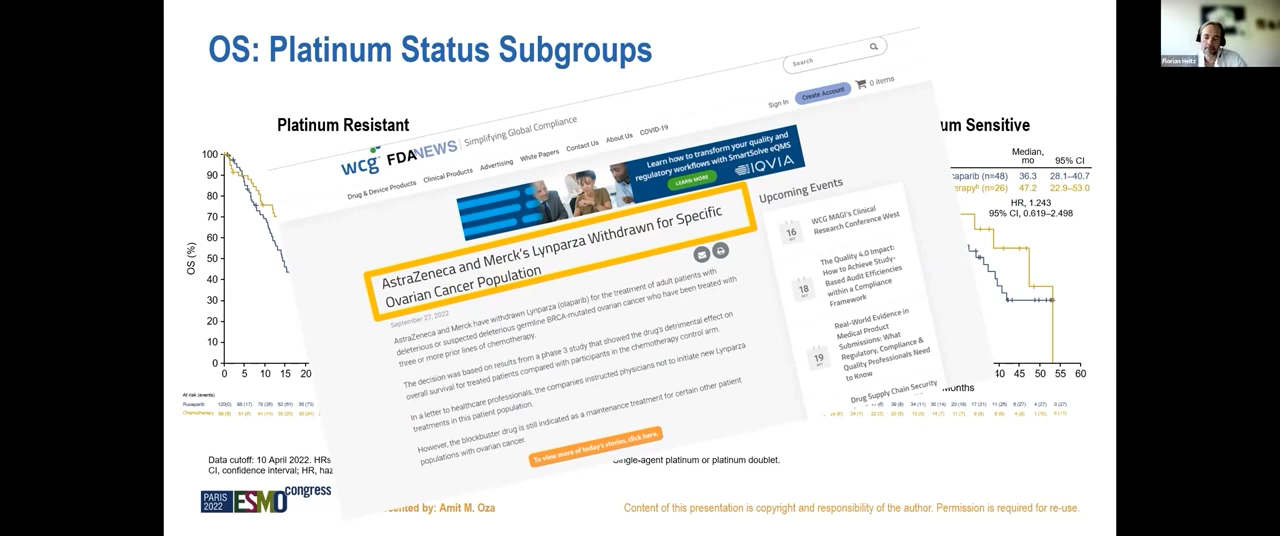 OS: Platinum Status Subgroups
Florian Heitz
Search
Sign In
Create Account
0 items
wcg FDANEWS | Simplifying Global Compliance
Drug & Device Products
Clinical Products
Advertising
White Papers
Contact Us
About Us
COVID-19
Learn how to transform your quality and
regulatory workflows with SmartSolve eQMS
LEARN MORE
IQVIA
AstraZeneca and Merck's Lynparza Withdrawn for Specific
Ovarian Cancer Population
September 27, 2022
AstraZeneca and Merck have withdrawn Lynparza (olaparib) for the treatment of adult patients with
deleterious or suspected deleterious germline BRCA-mutated ovarian cancer who have been treated with
three or more prior lines of chemotherapy.
The decision was based on results from a phase 3 study that showed the drug's detrimental effect on
overall survival for treated patients compared with participants in the chemotherapy control arm.
In a letter to healthcare professionals, the companies instructed physicians not to initiate new Lynparza
treatments in this patient population.
However, the blockbuster drug is still indicated as a maintenance treatment for certain other patient
populations with ovarian cancer.
To view more of today's stories, click here
Upcoming Events
16
WCG MAGI's Clinical
Research Conference West
18
The Quality 4.0 Impact:
How to Achieve Study-
Based Audit Efficiencies
within a Compliance
Framework
19
Real-World Evidence in
Medical Product
Submissions: What
Regulatory, Compliance &
Quality Professionals Need
to Know
Drug Supply Chain Security
Platinum Resistant
OS (%)
100
90
80
70
60
50
40
30
20
10
0
0 5 10 15 20
At risk (events)
Rucaparib
Chemotherapy
um Sensitive
Median,
mo
95% CI
caparib (n=48) 36.3 28.1–40.7
erapyᵇ (n=26) 47.2 22.9–53.0
HR, 1.243
95% CI, 0.619–2.498
40 45 50 55 60
Months
Data cutoff: 10 April 2022. HRs
CI, confidence interval; HR, haz
Single-agent platinum or platinum doublet.
PARIS
2022
ESMO congress
ented by: Amit M. Oza
Content of this presentation is copyright and responsibility of the author. Permission is required for re-use.